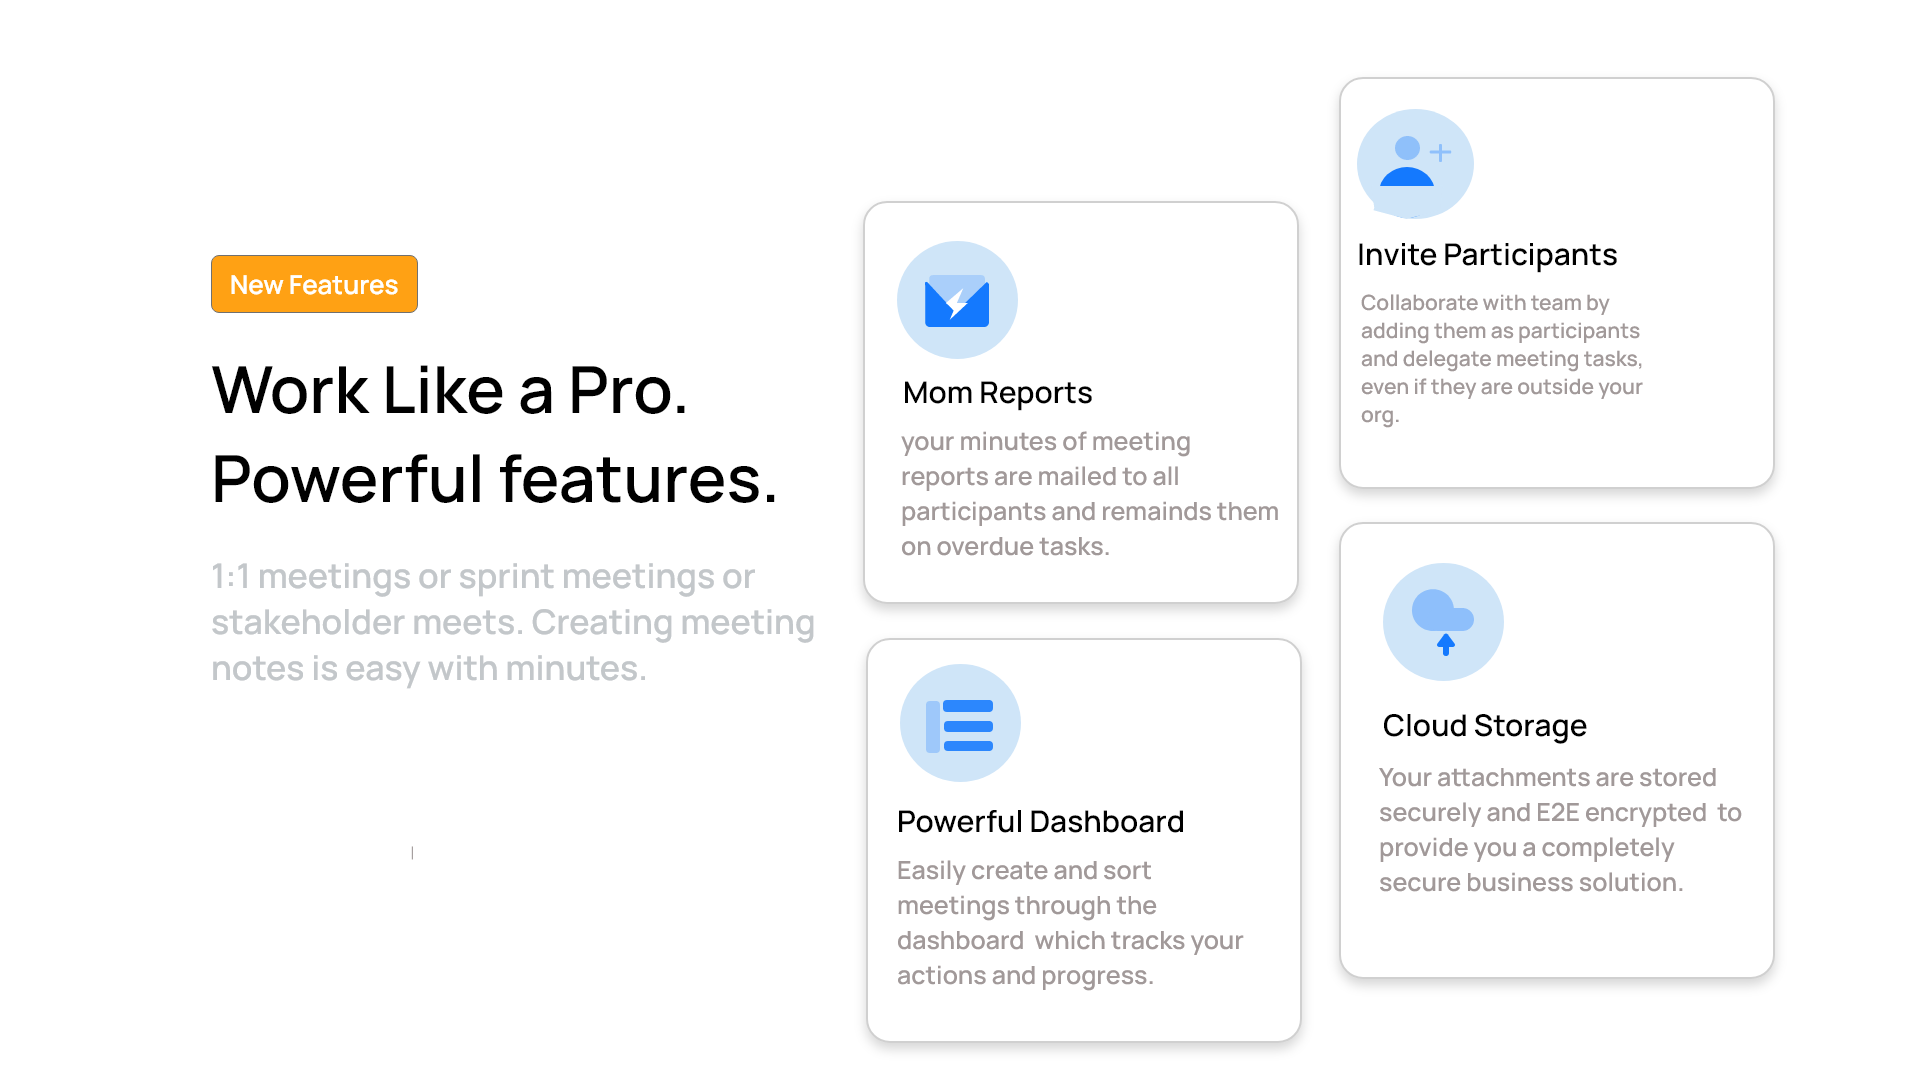 New Features
Work Like a Pro.
Powerful features.
1:1 meetings or sprint meetings or
stakeholder meets. Creating meeting
notes is easy with minutes.
Mom Reports
your minutes of meeting
reports are mailed to all
participants and remainds them
on overdue tasks.
Powerful Dashboard
Easily create and sort
meetings through the
dashboard  which tracks your
actions and progress.
Invite Participants
Collaborate with team by
adding them as participants
and delegate meeting tasks,
even if they are outside your
org.
Cloud Storage
Your attachments are stored
securely and E2E encrypted  to
provide you a completely
secure business solution.